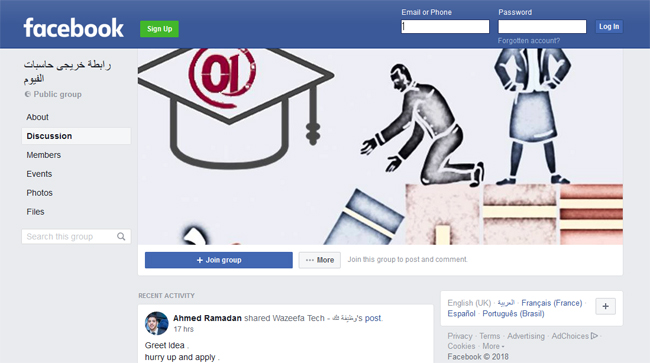 facebook
Sign Up
Email or Phone
Password
Log In
Forgotten account?
رابطة خريجى حاسبات
الفيوم
Public group
About
Discussion
Members
Events
Photos
Files
Search this group
01
+ Join group
··· More
Join this group to post and comment.
RECENT ACTIVITY
Ahmed Ramadan shared Wazeefa Tech - وظيفة تك's post.
17 hrs
Greet Idea .
hurry up and apply .
English (UK) · العربية · Français (France) ·
Español · Português (Brasil)
+
Privacy · Terms · Advertising · AdChoices ·
Cookies · More
Facebook © 2018